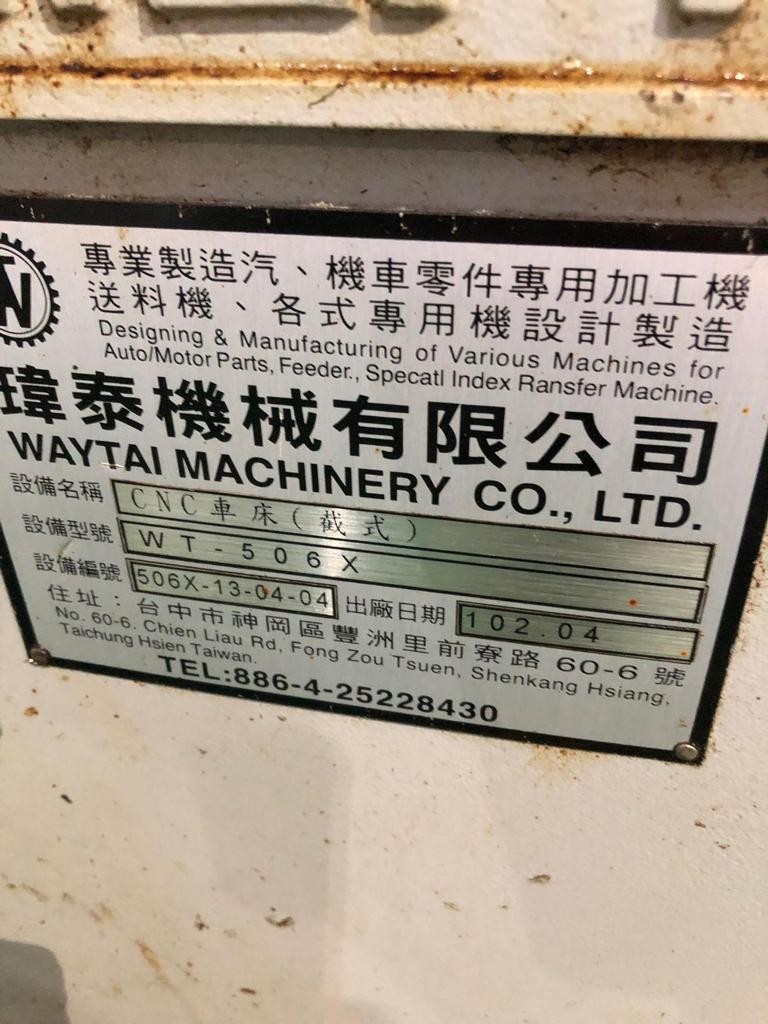 專業製造汽、機車零件專用加工機
送料機、各式專用機設計製造
Designing & Manufacturing of Various Machines for
Auto/Motor Parts, Feeder., Specatl Index Ransfer Machine.
瑋泰機械有限公司
WAYTAI MACHINERY CO., LTD.
設備名稱 CNC車床(截式)
設備型號 WT-506X
設備編號 506X-13-04-04 出廠日期 102.04
住址：台中市神岡區豐洲里前寮路60-6號
No. 60-6. Chien Liau Rd, Fong Zou Tsuen, Shenkang Hsiang,
Taichung Hsien Taiwan.
TEL:886-4-25228430